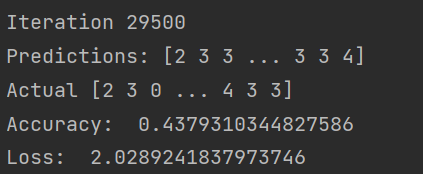 Iteration 29500
Predictions: [2 3 3 ... 3 3 4]
Actual [2 3 0 ... 4 3 3]
Accuracy:  0.4379310344827586
Loss:  2.0289241837973746